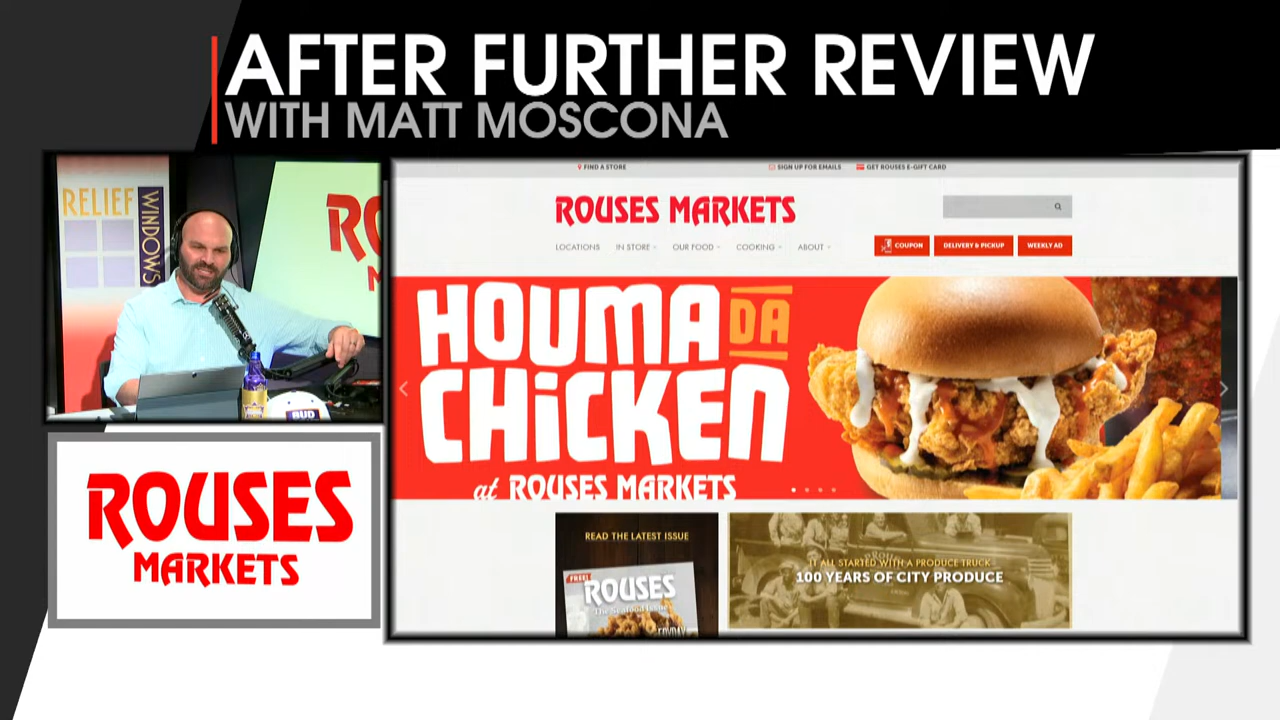 AFTER FURTHER REVIEW
WITH MATT MOSCONA
RELIEF
WINDOWS
BUD
ROUSES
MARKETS
FIND A STORE
SIGN UP FOR EMAILS
GET ROUSES E-GIFT CARD
ROUSES MARKETS
LOCATIONS IN STORE OUR FOOD COOKING ABOUT
COUPON DELIVERY & PICKUP WEEKLY AD
HOUMA DA
CHiCKEN
at ROUSES MARKETS
READ THE LATEST ISSUE
FREE!
ROUSES
The Seafood Issue
IT ALL STARTED WITH A PRODUCE TRUCK
100 YEARS OF CITY PRODUCE